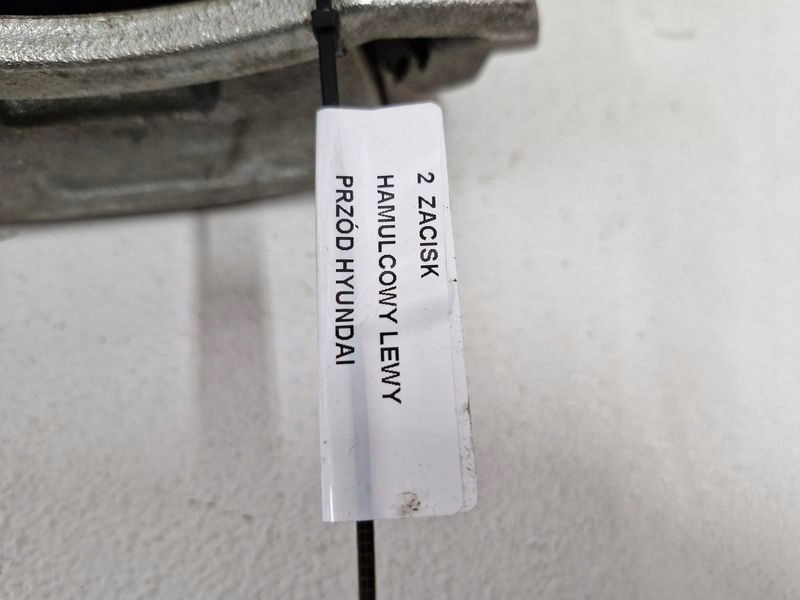 2 ZACISK
HAMULCOWY LEWY
PRZÓD HYUNDAI